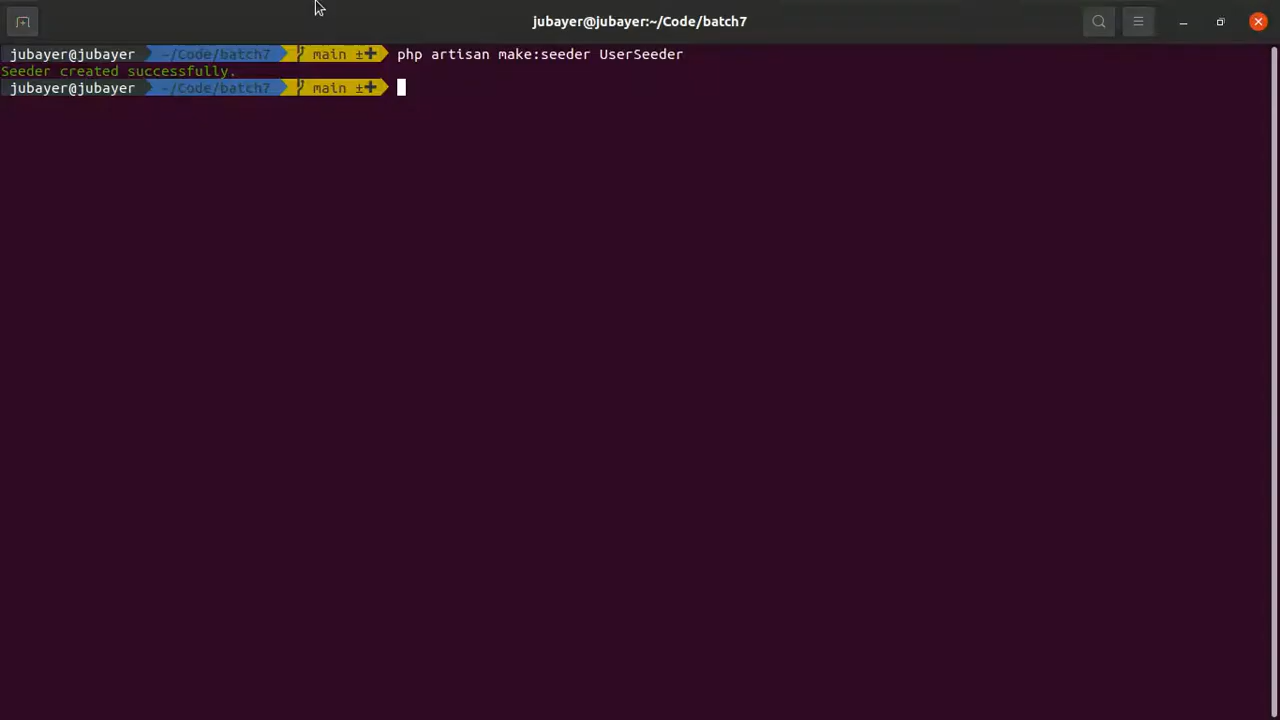 jubayer@jubayer:~/Code/batch7
jubayer@jubayer ~/Code/batch7 main ±✚ php artisan make:seeder UserSeeder
Seeder created successfully.
jubayer@jubayer ~/Code/batch7 main ±✚